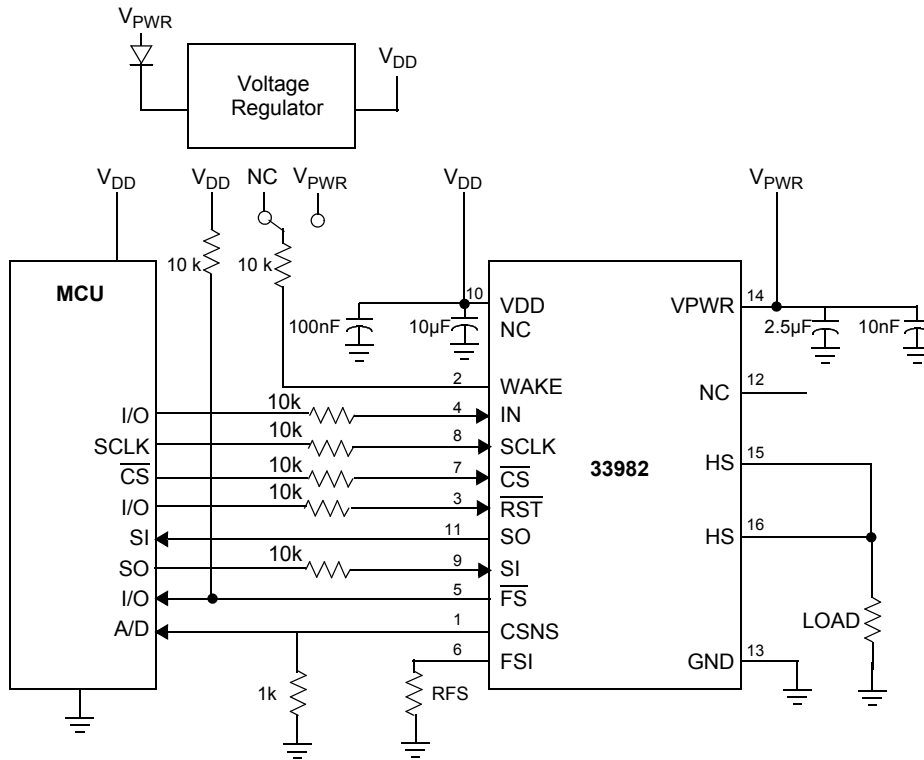 VPWR
Voltage
Regulator
VDD
VDD
VDD
NC
VPWR
VDD
VPWR
10 k
10 k
MCU
10
VDD
NC
100nF
10µF
VPWR
14
2.5µF
10nF
2
WAKE
NC
12
I/O
10k
4
IN
SCLK
10k
8
SCLK
CS
10k
7
CS
I/O
10k
3
RST
SI
11
SO
SO
10k
9
SI
I/O
5
FS
A/D
1
CSNS
6
FSI
33982
HS
15
HS
16
LOAD
GND
13
1k
RFS